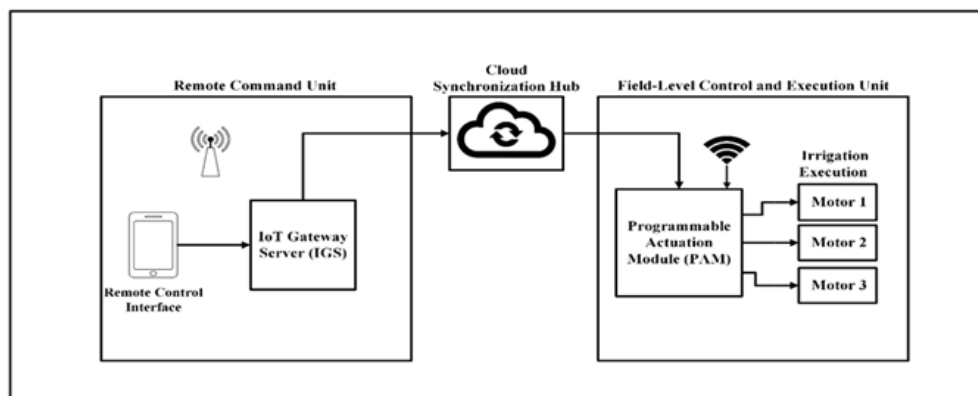 Remote Command Unit
Remote Control
Interface
IoT Gateway
Server (IGS)
Cloud
Synchronization Hub
Field-Level Control and Execution Unit
Programmable
Actuation
Module (PAM)
Irrigation
Execution
Motor 1
Motor 2
Motor 3